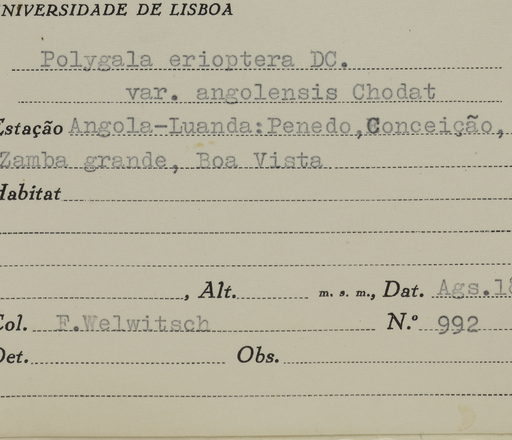 UNIVERSIDADE DE LISBOA
Polygala erioptera DC.
var. angolensis Chodat
Estação Angola-Luanda:Penedo,Conceição,
Zamba grande, Boa Vista
Habitat
, Alt. m. s. m., Dat. Ags.18
Col. F.Welwitsch N.º 992
Det. Obs.